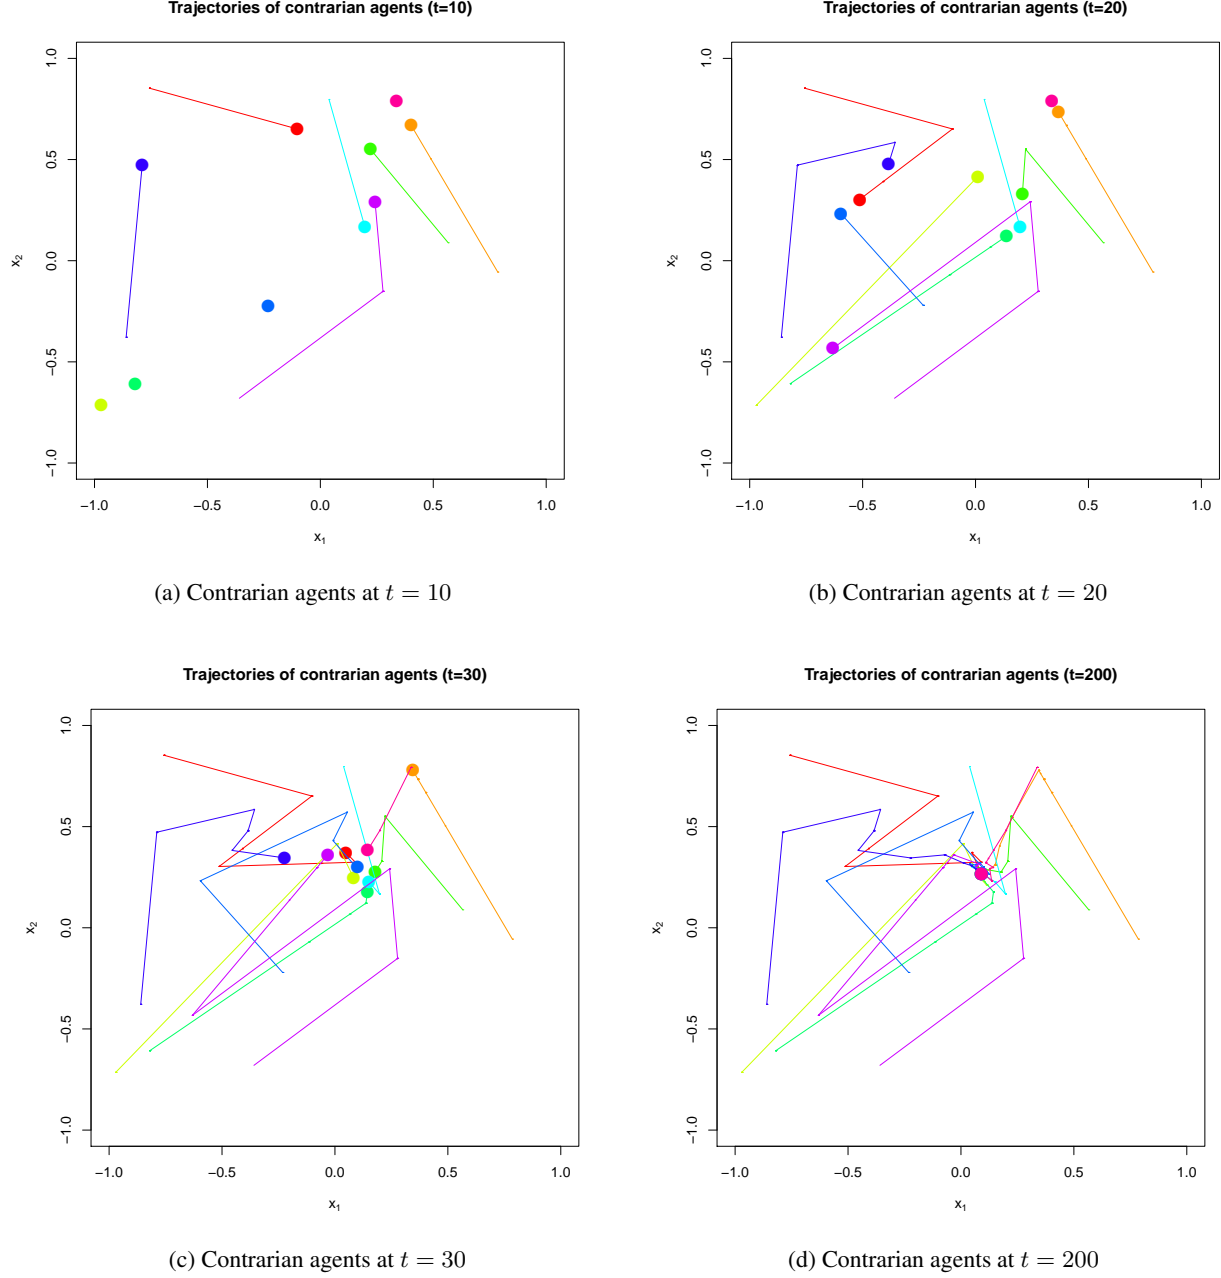 Trajectories of contrarian agents (t=10)
1.0
0.5
0.0
−0.5
−1.0
x2
−1.0 −0.5 0.0 0.5 1.0
x1
(a) Contrarian agents at t = 10
Trajectories of contrarian agents (t=20)
1.0
0.5
0.0
−0.5
−1.0
x2
−1.0 −0.5 0.0 0.5 1.0
x1
(b) Contrarian agents at t = 20
Trajectories of contrarian agents (t=30)
1.0
0.5
0.0
−0.5
−1.0
x2
−1.0 −0.5 0.0 0.5 1.0
x1
(c) Contrarian agents at t = 30
Trajectories of contrarian agents (t=200)
1.0
0.5
0.0
−0.5
−1.0
x2
−1.0 −0.5 0.0 0.5 1.0
x1
(d) Contrarian agents at t = 200